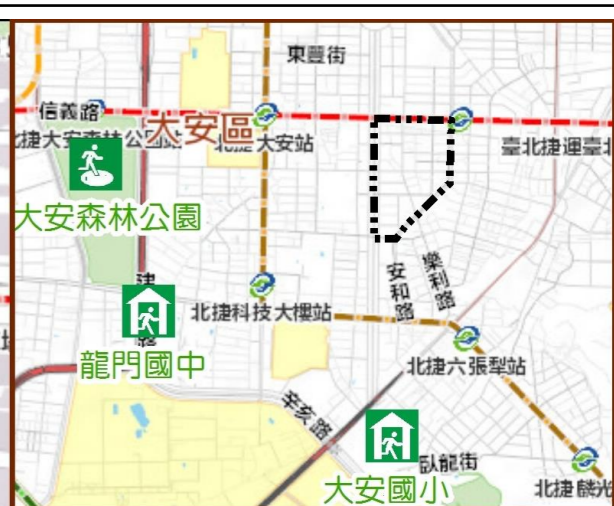 東豐街
信義路
北捷大安森林公園站
大安區
北捷大安站
臺北捷運臺北
大安森林公園
安和路
樂利路
建
路
北捷科技大樓站
龍門國中
北捷六張犁站
辛亥路
臥龍街
大安國小
北捷麟光